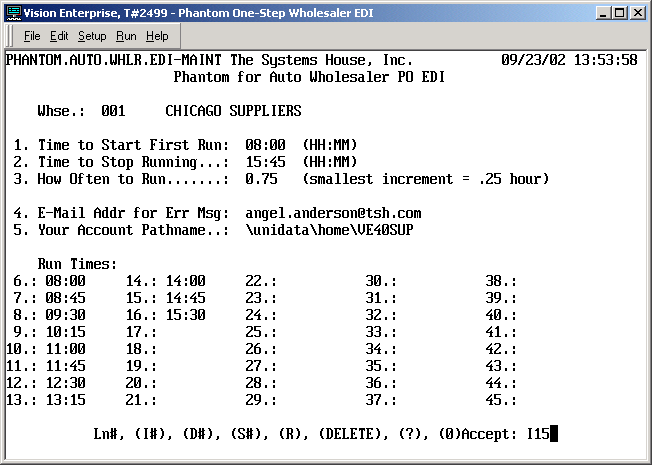 Vision Enterprise, T#2499 - Phantom One-Step Wholesaler EDI
File Edit Setup Run Help
PHANTOM.AUTO.WHLR.EDI-MAINT The Systems House, Inc. 09/23/02 13:53:58
Phantom for Auto Wholesaler PO EDI
Whse.: 001 CHICAGO SUPPLIERS
1. Time to Start First Run: 08:00 (HH:MM)
2. Time to Stop Running...: 15:45 (HH:MM)
3. How Often to Run.......: 0.75 (smallest increment = .25 hour)
4. E-Mail Addr for Err Msg: angel.anderson@tsh.com
5. Your Account Pathname..: \unidata\home\VE40SUP
Run Times:
6.: 08:00 14.: 14:00 22.: 30.: 38.:
7.: 08:45 15.: 14:45 23.: 31.: 39.:
8.: 09:30 16.: 15:30 24.: 32.: 40.:
9.: 10:15 17.: 25.: 33.: 41.:
10.: 11:00 18.: 26.: 34.: 42.:
11.: 11:45 19.: 27.: 35.: 43.:
12.: 12:30 20.: 28.: 36.: 44.:
13.: 13:15 21.: 29.: 37.: 45.:
Ln#, (I#), (D#), (S#), (R), (DELETE), (?), (0)Accept: I15